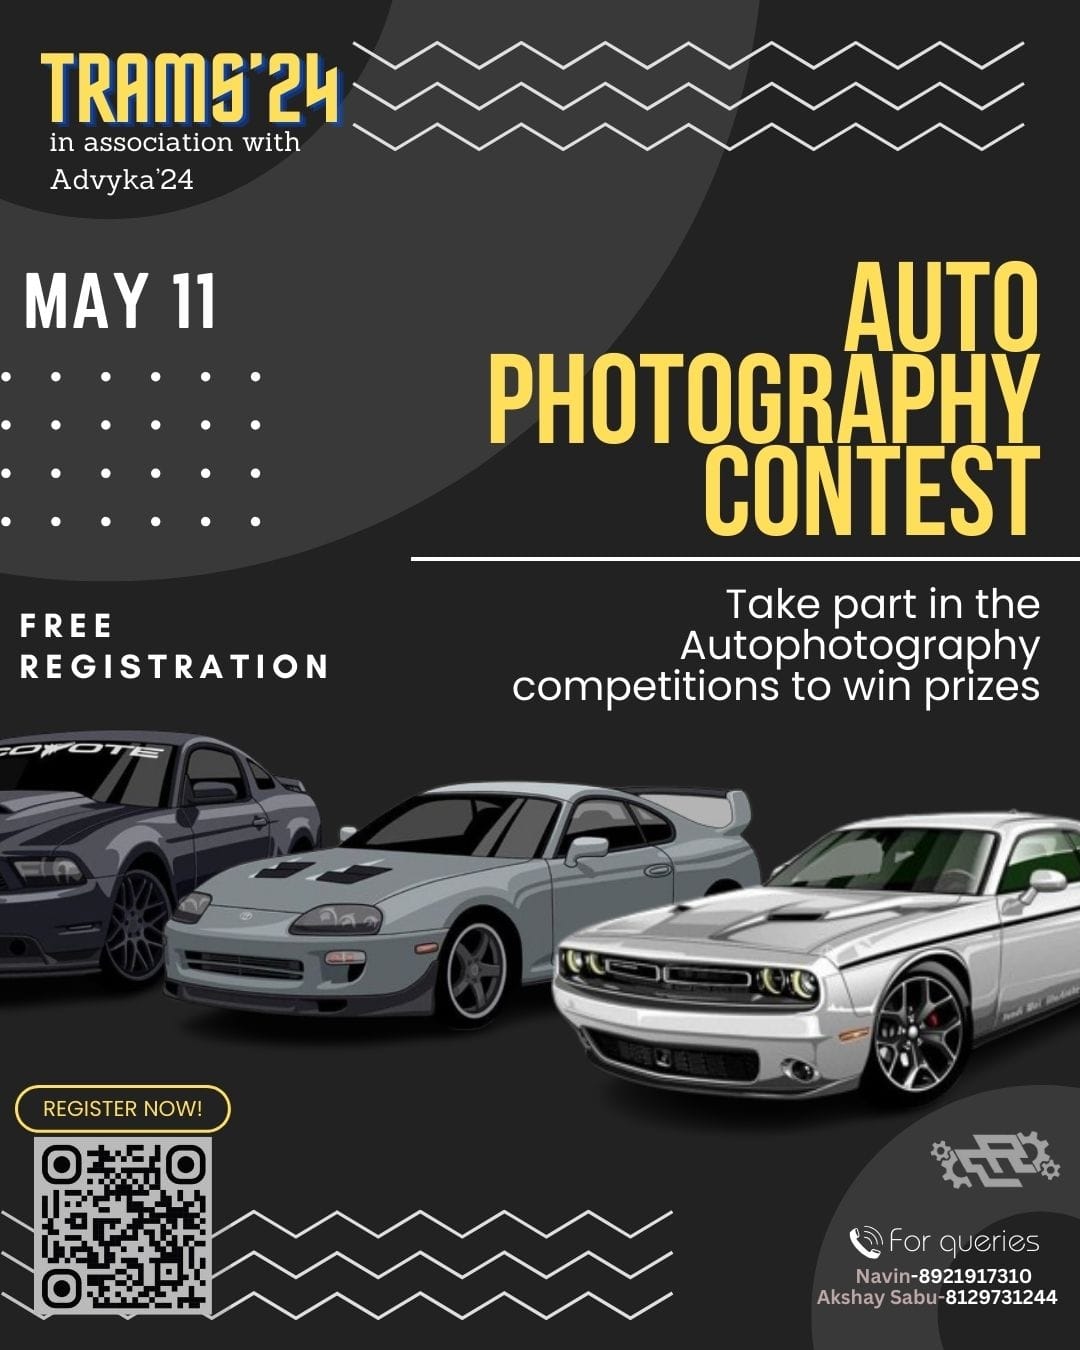 TRAMS'24
in association with
Advyka'24
MAY 11
AUTO
PHOTOGRAPHY
CONTEST
FREE
REGISTRATION
Take part in the
Autophotography
competitions to win prizes
COYOTE
REGISTER NOW!
For queries
Navin-8921917310
Akshay Sabu-8129731244